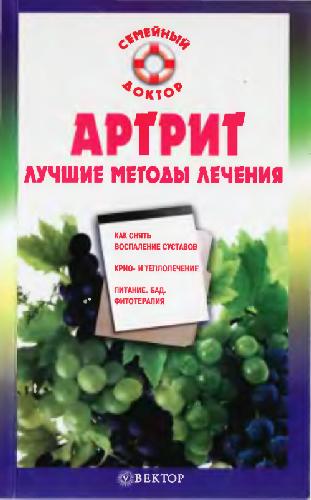 СЕМЕЙНЫЙ
ДОКТОР
АРТРИТ
ЛУЧШИЕ МЕТОДЫ ЛЕЧЕНИЯ
КАК СНЯТЬ
ВОСПАЛЕНИЕ СУСТАВОВ
КРИО- И ТЕПЛОЛЕЧЕНИЕ
ПИТАНИЕ. БАД.
ФИТОТЕРАПИЯ
ВЕКТОР